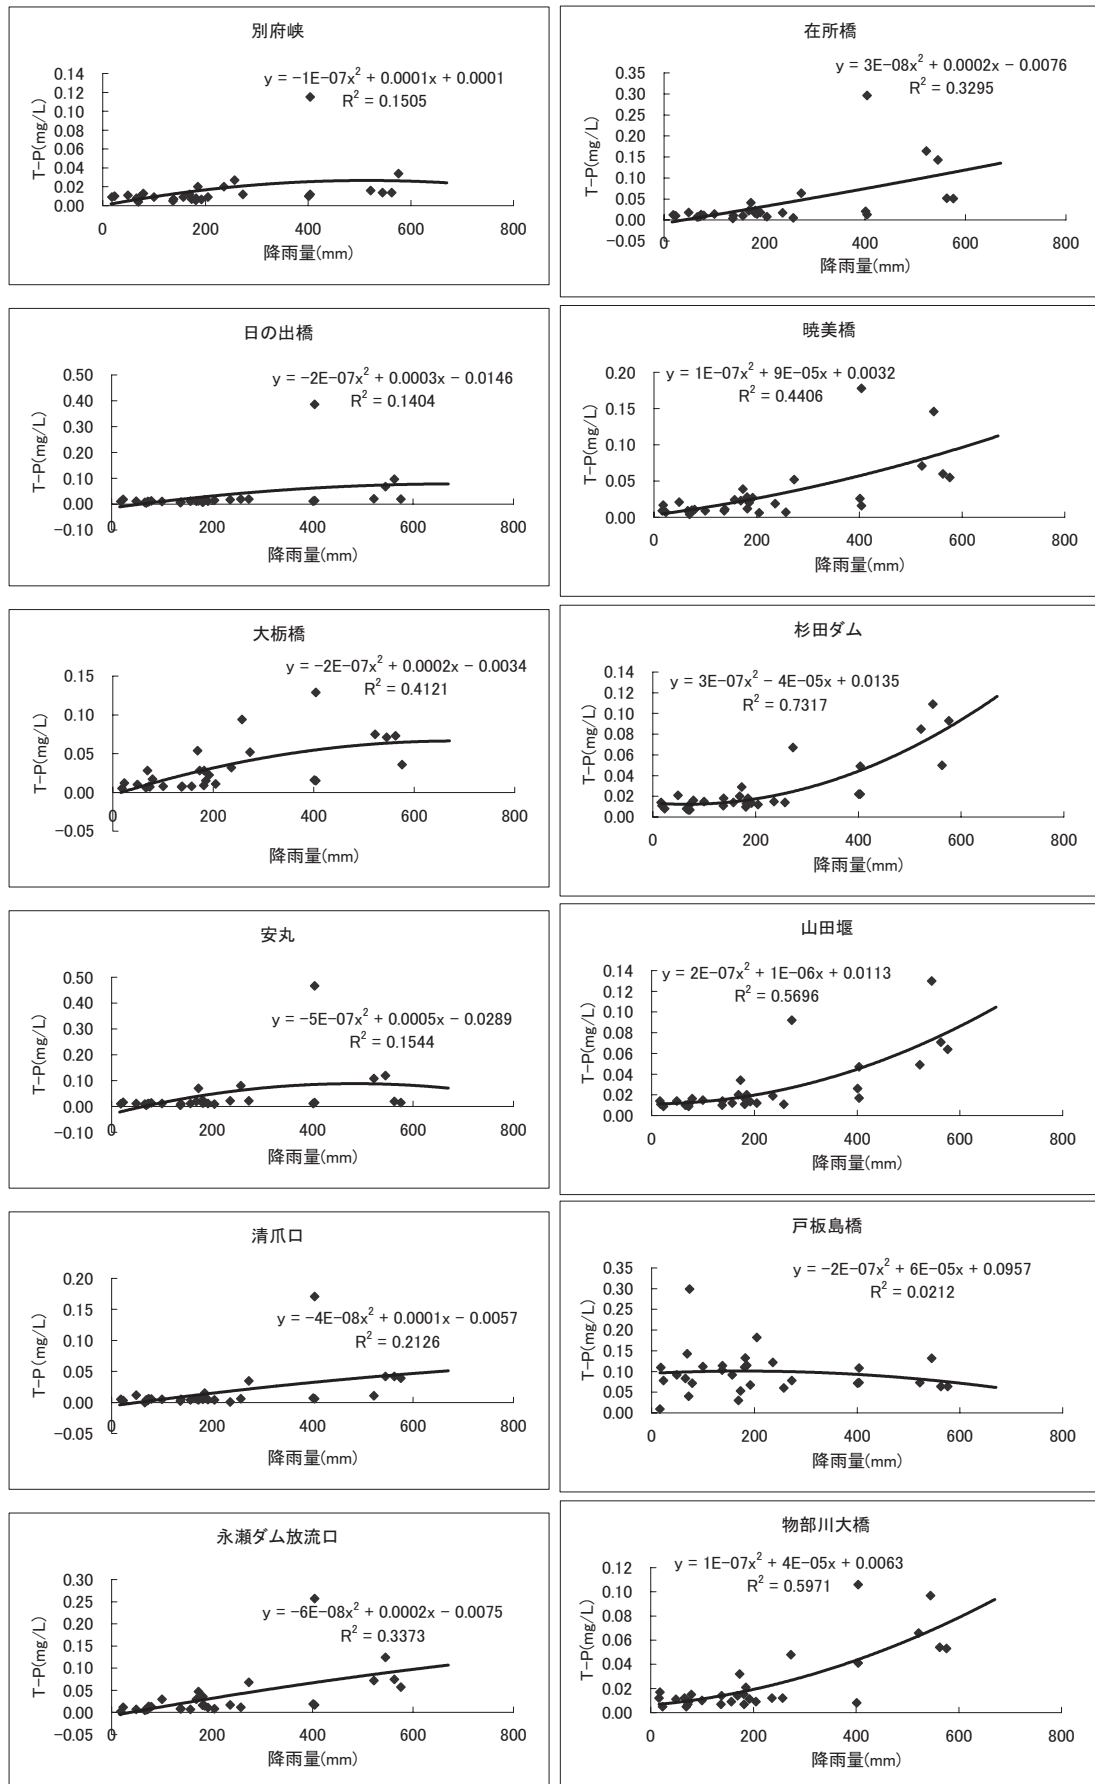 別府峡
y = −1E−07x² + 0.0001x + 0.0001
R² = 0.1505
0.14
0.12
0.10
0.08
0.06
0.04
0.02
0.00
T−P(mg/L)
0 200 400 600 800
降雨量(mm)
在所橋
y = 3E−08x² + 0.0002x − 0.0076
R² = 0.3295
0.35
0.30
0.25
0.20
0.15
0.10
0.05
0.00
−0.05
T−P(mg/L)
0 200 400 600 800
降雨量(mm)
日の出橋
y = −2E−07x² + 0.0003x − 0.0146
R² = 0.1404
0.50
0.40
0.30
0.20
0.10
0.00
−0.10
T−P(mg/L)
0 200 400 600 800
降雨量(mm)
暁美橋
y = 1E−07x² + 9E−05x + 0.0032
R² = 0.4406
0.20
0.15
0.10
0.05
0.00
T−P(mg/L)
0 200 400 600 800
降雨量(mm)
大栃橋
y = −2E−07x² + 0.0002x − 0.0034
R² = 0.4121
0.15
0.10
0.05
0.00
−0.05
T−P(mg/L)
0 200 400 600 800
降雨量(mm)
杉田ダム
y = 3E−07x² − 4E−05x + 0.0135
R² = 0.7317
0.14
0.12
0.10
0.08
0.06
0.04
0.02
0.00
T−P(mg/L)
0 200 400 600 800
降雨量(mm)
安丸
y = −5E−07x² + 0.0005x − 0.0289
R² = 0.1544
0.50
0.40
0.30
0.20
0.10
0.00
−0.10
T−P(mg/L)
0 200 400 600 800
降雨量(mm)
山田堰
y = 2E−07x² + 1E−06x + 0.0113
R² = 0.5696
0.14
0.12
0.10
0.08
0.06
0.04
0.02
0.00
T−P(mg/L)
0 200 400 600 800
降雨量(mm)
清爪口
y = −4E−08x² + 0.0001x − 0.0057
R² = 0.2126
0.20
0.15
0.10
0.05
0.00
−0.05
T−P(mg/L)
0 200 400 600 800
降雨量(mm)
戸板島橋
y = −2E−07x² + 6E−05x + 0.0957
R² = 0.0212
0.35
0.30
0.25
0.20
0.15
0.10
0.05
0.00
T−P(mg/L)
0 200 400 600 800
降雨量(mm)
永瀬ダム放流口
y = −6E−08x² + 0.0002x − 0.0075
R² = 0.3373
0.30
0.25
0.20
0.15
0.10
0.05
0.00
−0.05
T−P(mg/L)
0 200 400 600 800
降雨量(mm)
物部川大橋
y = 1E−07x² + 4E−05x + 0.0063
R² = 0.5971
0.12
0.10
0.08
0.06
0.04
0.02
0.00
T−P(mg/L)
0 200 400 600 800
降雨量(mm)